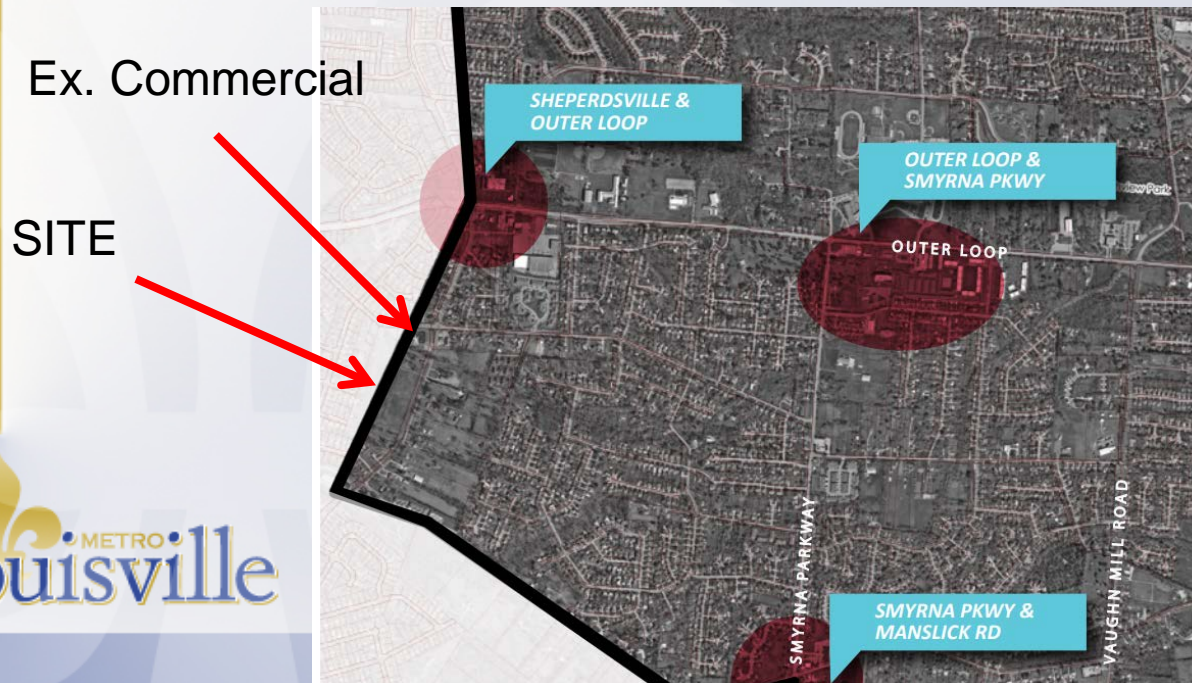 Ex. Commercial
SITE
SHEPERDSVILLE &
OUTER LOOP
OUTER LOOP &
SMYRNA PKWY
OUTER LOOP
SMYRNA PARKWAY
VAUGHN MILL ROAD
SMYRNA PKWY &
MANSLICK RD
METRO
ouisville